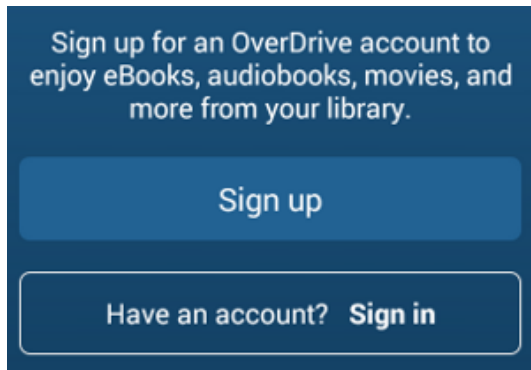 Sign up for an OverDrive account to
enjoy eBooks, audiobooks, movies, and
more from your library.
Sign up
Have an account? Sign in